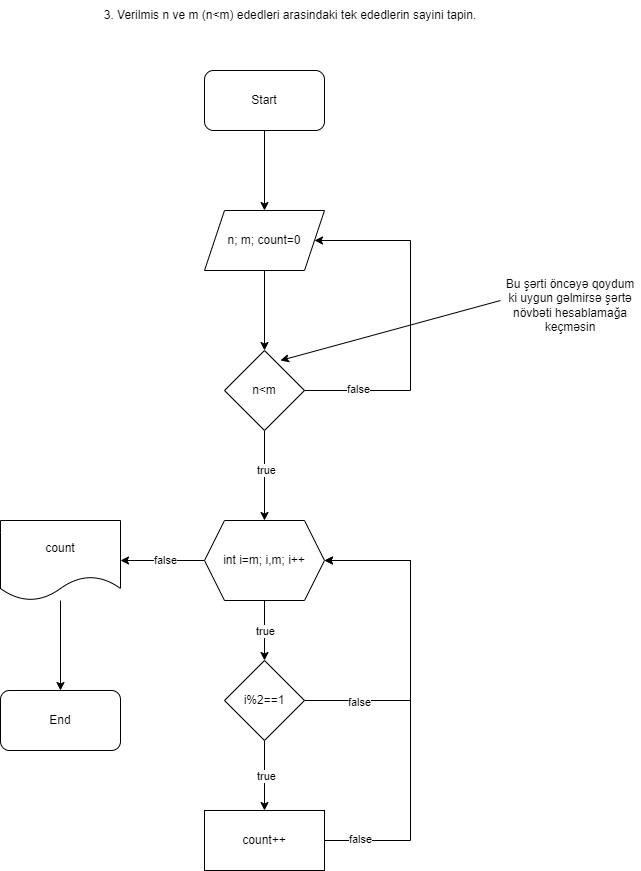 3. Verilmis n ve m (n<m) ededleri arasindaki tek ededlerin sayini tapin.
Start
n; m; count=0
Bu şərti öncəyə qoydum
ki uygun gəlmirsə şərtə
növbəti hesablamağa
keçməsin
n<m
false
true
count
false
int i=m; i,m; i++
true
End
i%2==1
false
true
count++
false